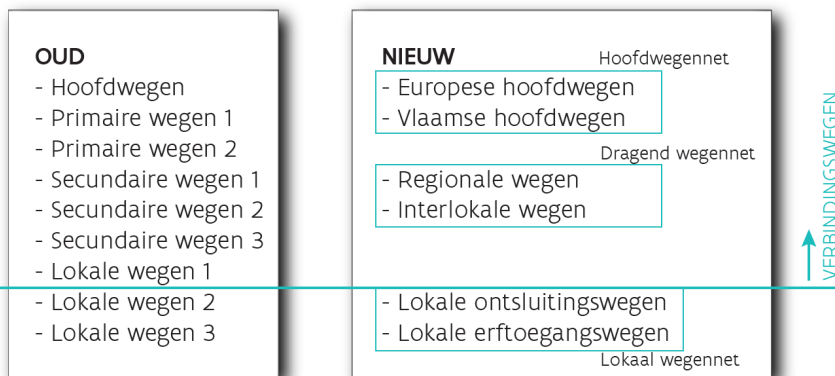 OUD
- Hoofdwegen
- Primaire wegen 1
- Primaire wegen 2
- Secundaire wegen 1
- Secundaire wegen 2
- Secundaire wegen 3
- Lokale wegen 1
- Lokale wegen 2
- Lokale wegen 3
NIEUW
Hoofdwegennet
- Europese hoofdwegen
- Vlaamse hoofdwegen
Dragend wegennet
- Regionale wegen
- Interlokale wegen
- Lokale ontsluitingswegen
- Lokale erftoegangswegen
Lokaal wegennet
VERBINDINGSWEGEN